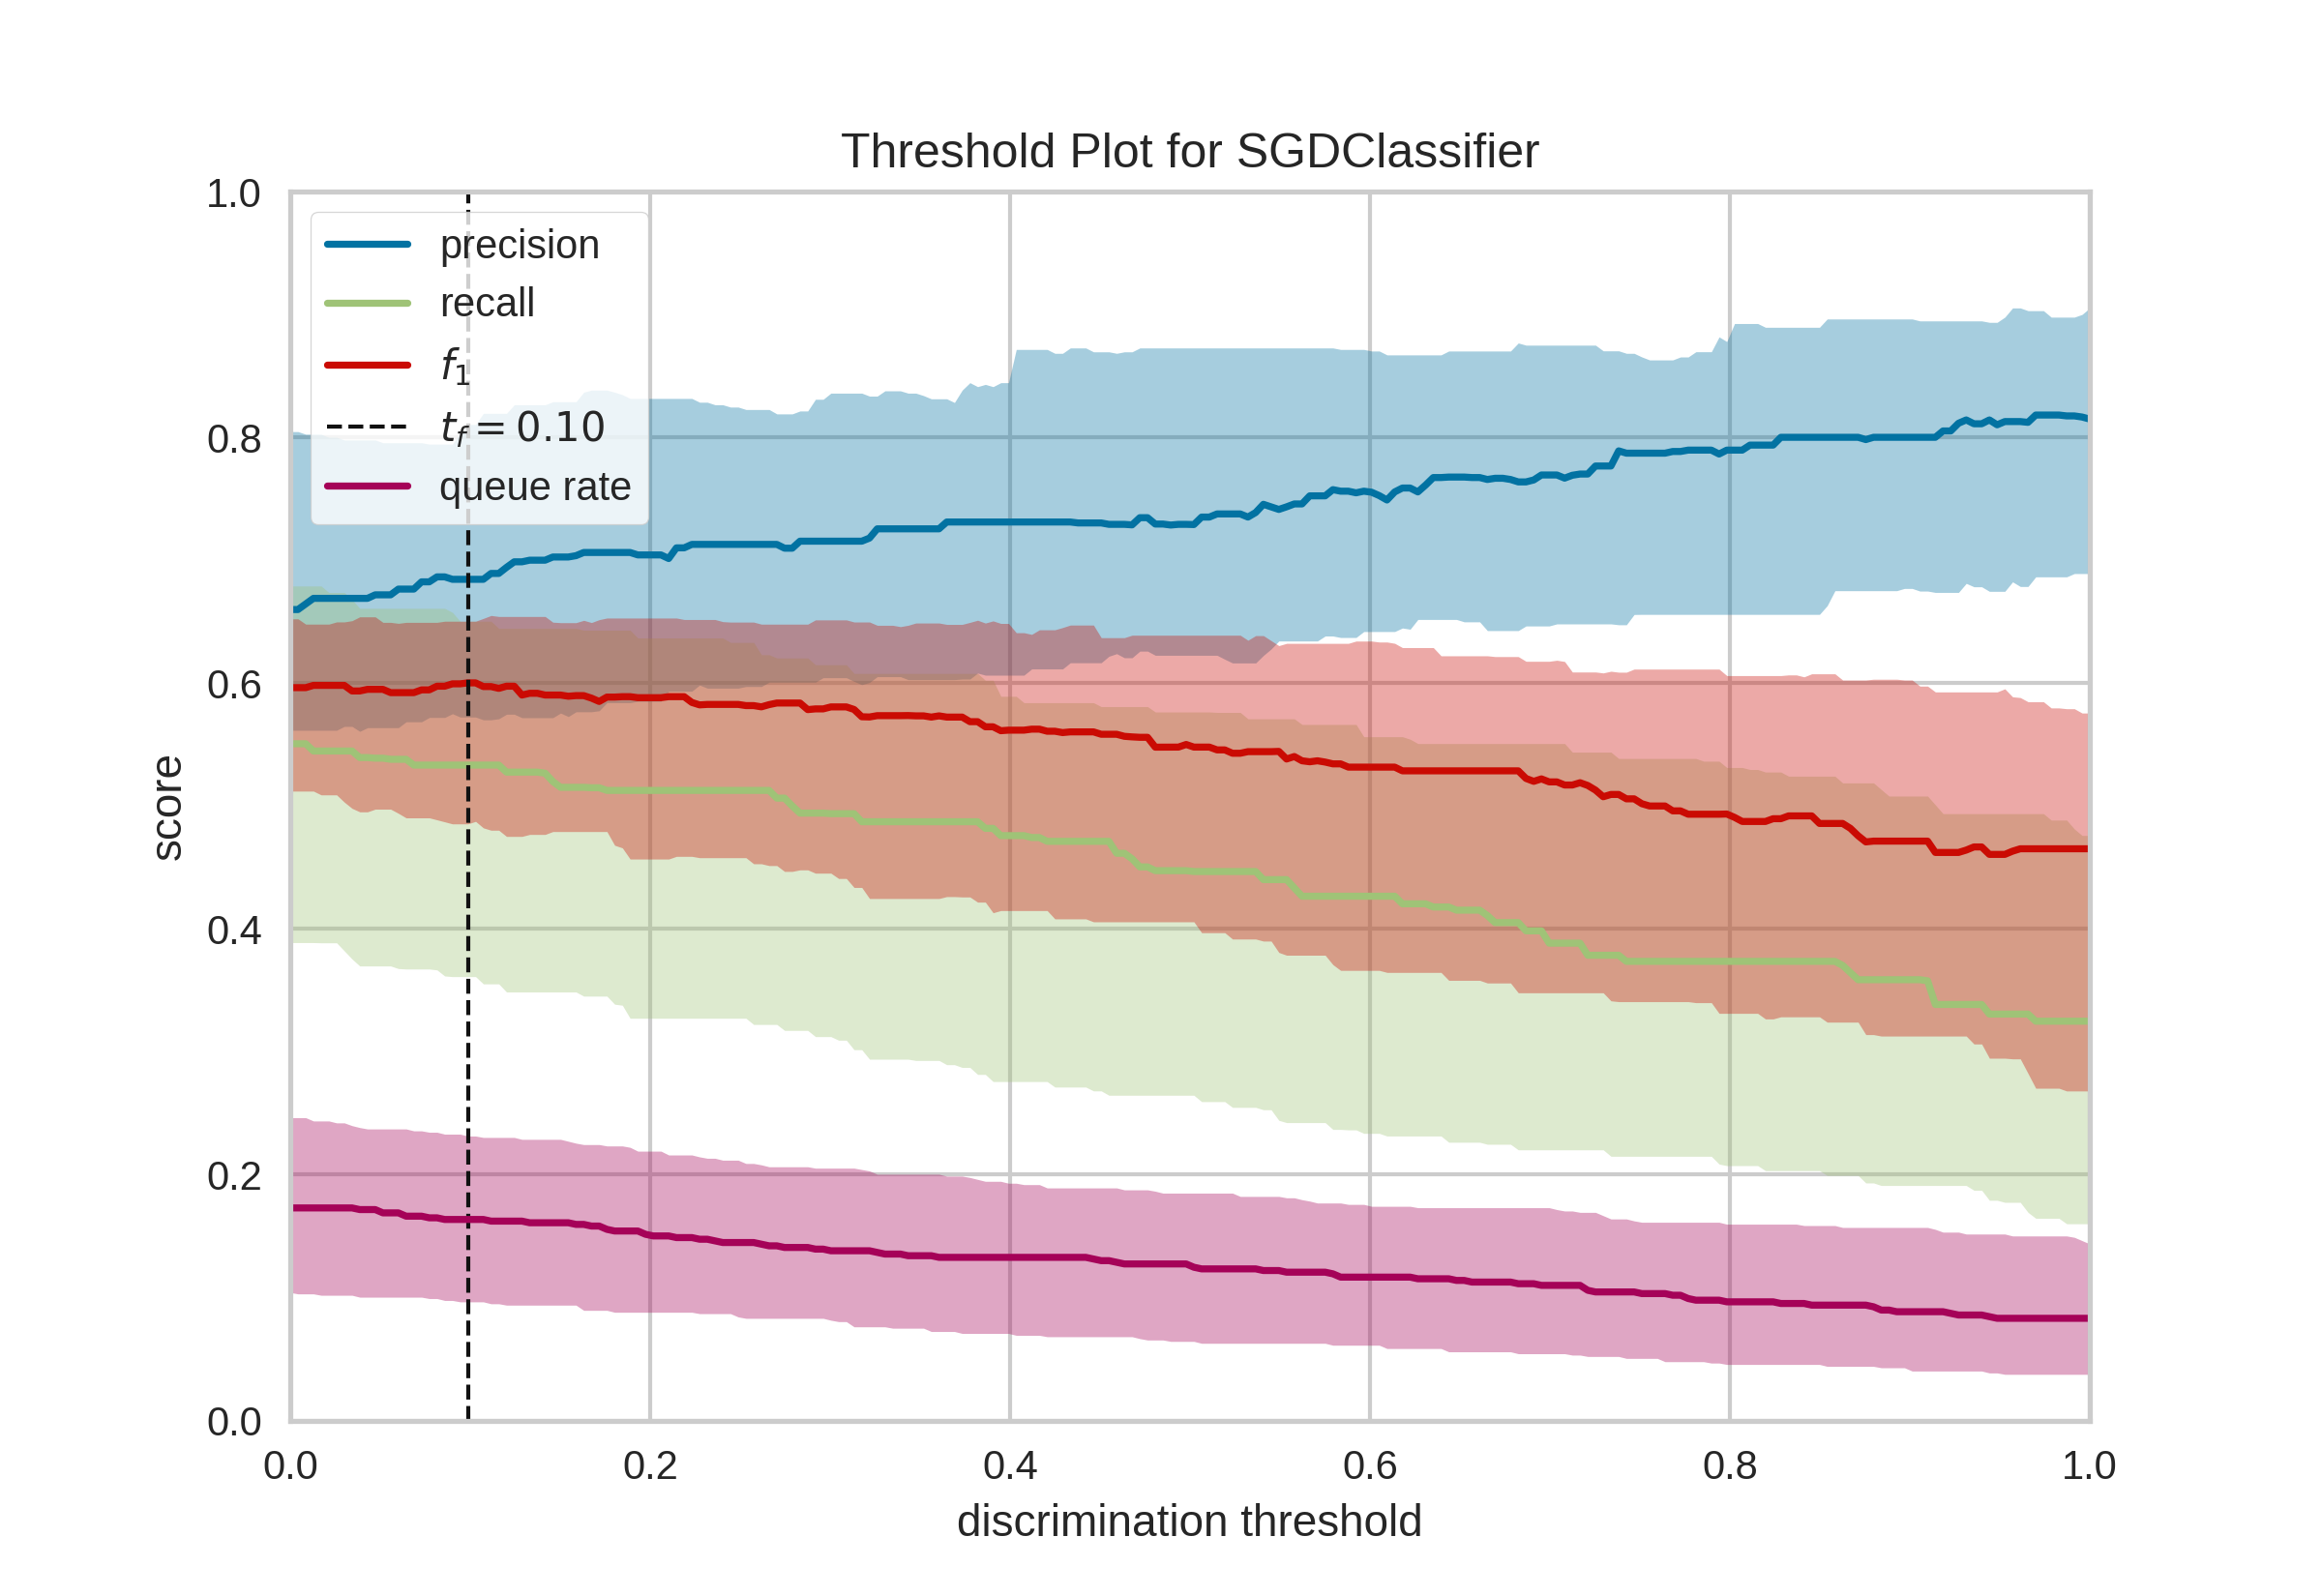 Threshold Plot for SGDClassifier
1.0
0.8
0.6
0.4
0.2
0.0
score
precision
recall
f₁
t_f = 0.10
queue rate
0.0 0.2 0.4 0.6 0.8 1.0
discrimination threshold